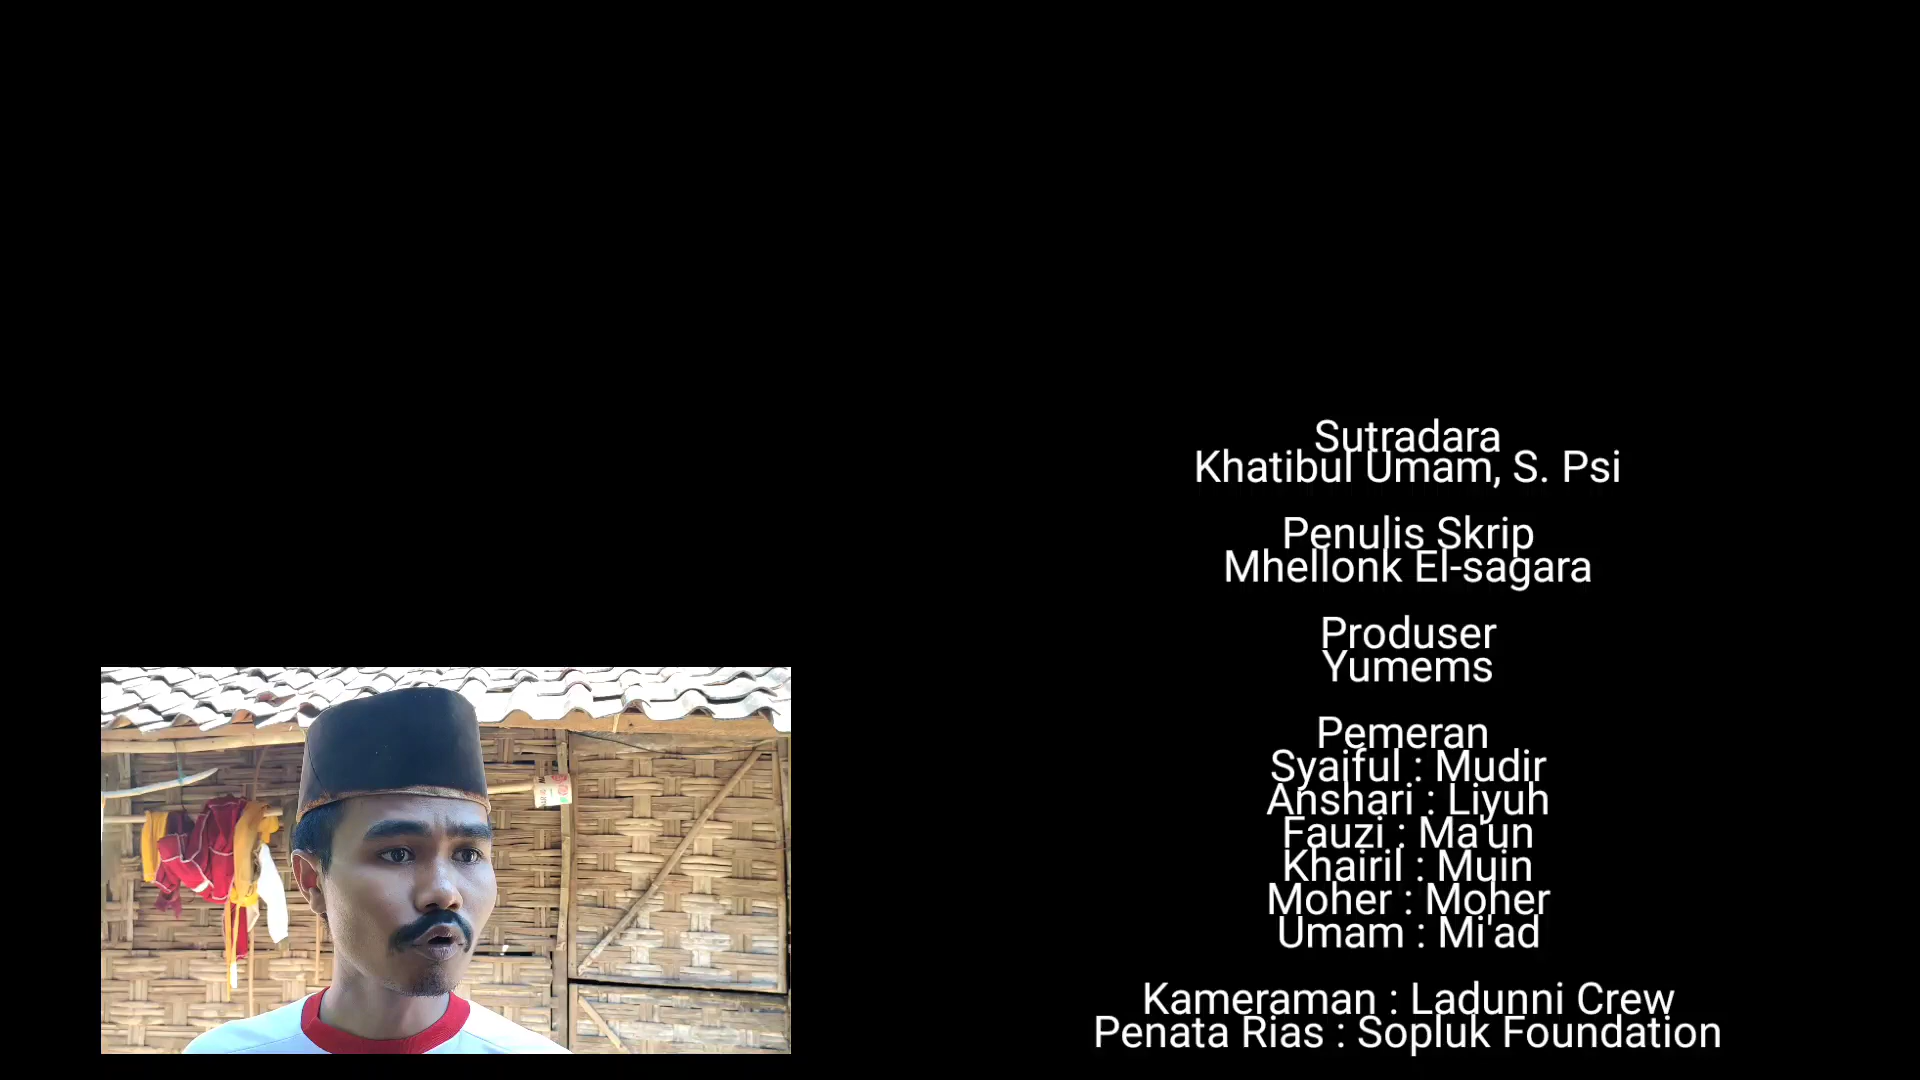 Sutradara
Khatibul Umam, S. Psi
Penulis Skrip
Mhellonk El-sagara
Produser
Yumems
Pemeran
Syaiful : Mudir
Anshari : Liyuh
Fauzi : Ma'un
Khairil : Muin
Moher : Moher
Umam : Mi'ad
Kameraman : Ladunni Crew
Penata Rias : Sopluk Foundation